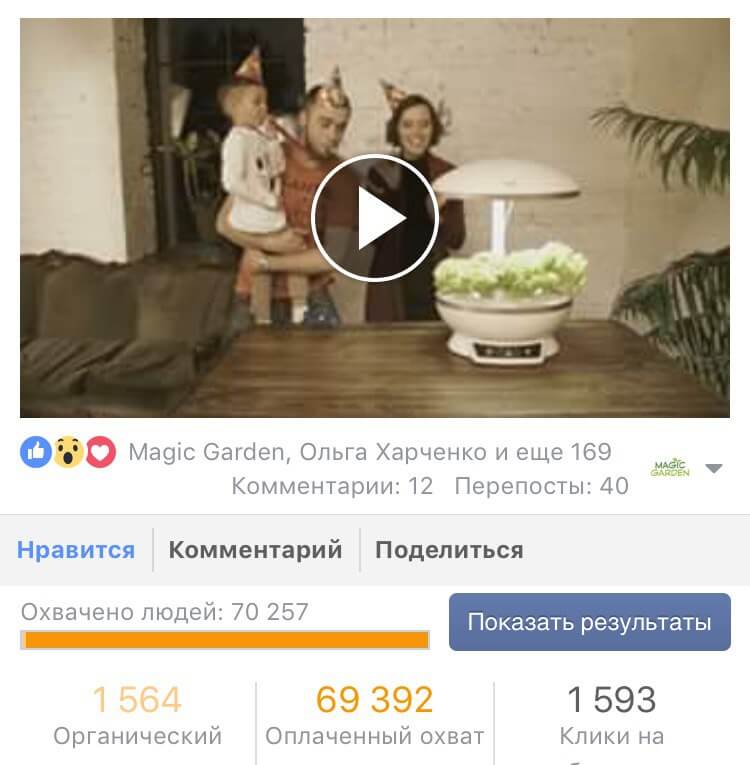 Magic Garden, Ольга Харченко и еще 169
MAGIC
GARDEN
Комментарии: 12 Перепосты: 40
Нравится Комментарий Поделиться
Охвачено людей: 70 257
Показать результаты
1 564 69 392 1 593
Органический Оплаченный охват Клики на